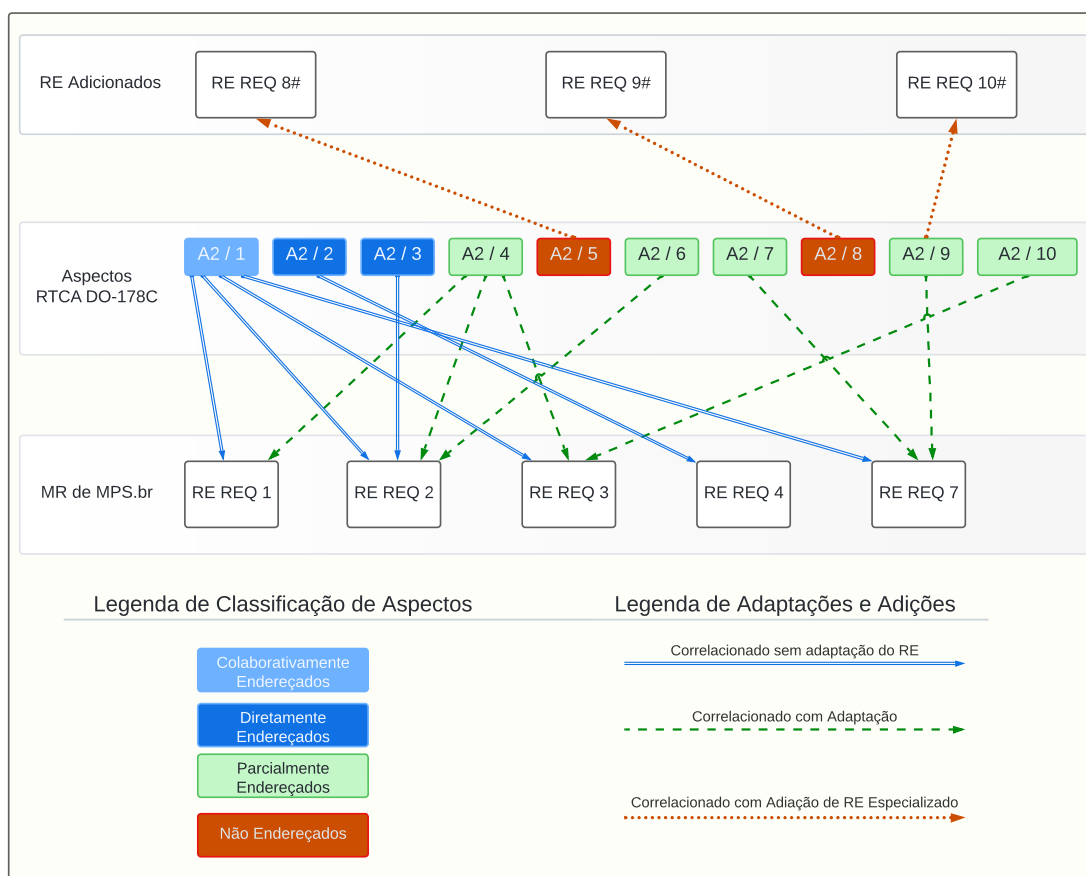 RE Adicionados
RE REQ 8#
RE REQ 9#
RE REQ 10#
Aspectos
RTCA DO-178C
A2 / 1
A2 / 2
A2 / 3
A2 / 4
A2 / 5
A2 / 6
A2 / 7
A2 / 8
A2 / 9
A2 / 10
MR de MPS.br
RE REQ 1
RE REQ 2
RE REQ 3
RE REQ 4
RE REQ 7
Legenda de Classificação de Aspectos
Colaborativamente
Endereçados
Diretamente
Endereçados
Parcialmente
Endereçados
Não Endereçados
Legenda de Adaptações e Adições
Correlacionado sem adaptação do RE
Correlacionado com Adaptação
Correlacionado com Adiação de RE Especializado